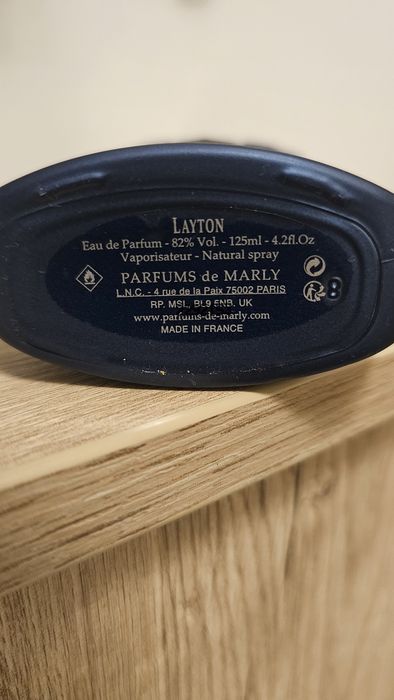 LAYTON
Eau de Parfum - 82% Vol. - 125ml - 4.2fl.Oz
Vaporisateur - Natural spray
PARFUMS de MARLY
L.N.C. - 4 rue de la Paix 75002 PARIS
RP. MSL, BL9 5NB, UK
www.parfums-de-marly.com
MADE IN FRANCE